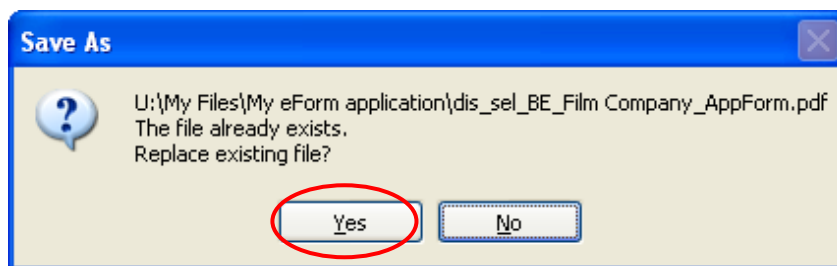 Save As
U:\My Files\My eForm application\dis_sel_BE_Film Company_AppForm.pdf
The file already exists.
Replace existing file?
Yes No